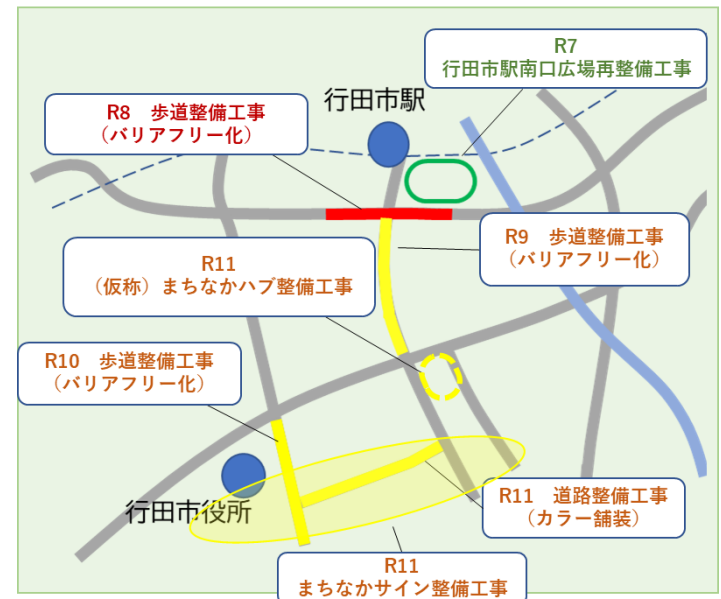 R7
行田市駅南口広場再整備工事
行田市駅
R8 歩道整備工事
（バリアフリー化）
R9 歩道整備工事
（バリアフリー化）
R11
（仮称）まちなかハブ整備工事
R10 歩道整備工事
（バリアフリー化）
行田市役所
R11 道路整備工事
（カラー舗装）
R11
まちなかサイン整備工事